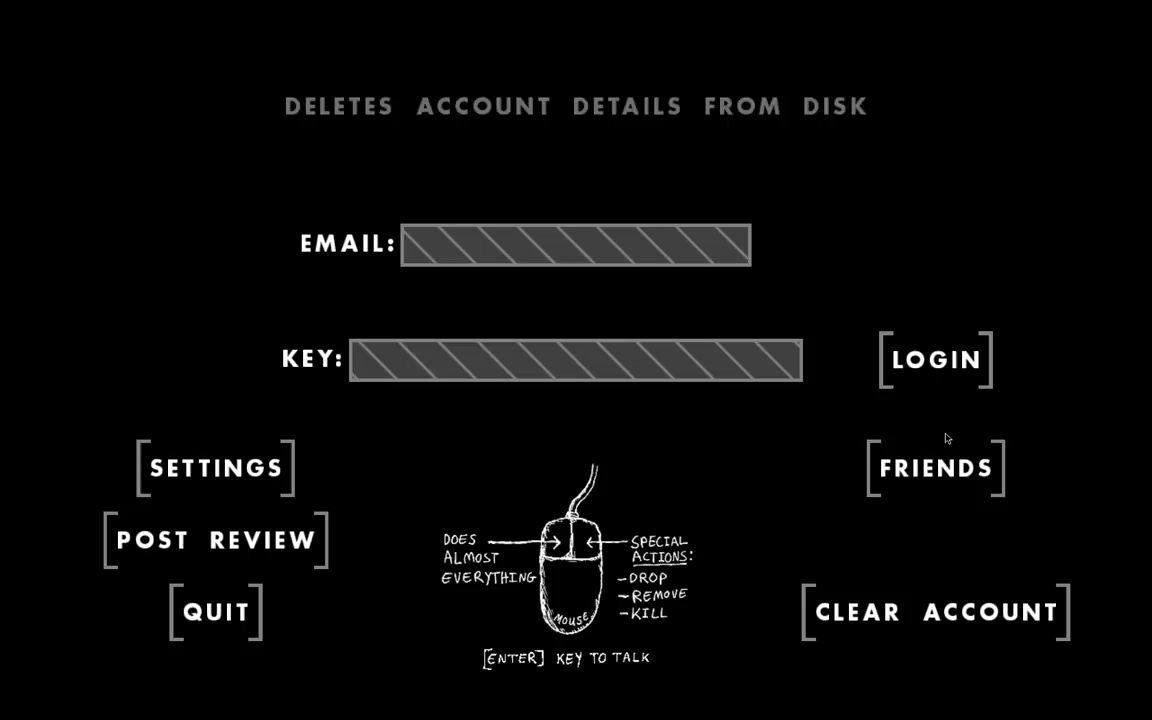 DELETES ACCOUNT DETAILS FROM DISK
EMAIL:
KEY:
LOGIN
SETTINGS
FRIENDS
POST REVIEW
QUIT
CLEAR ACCOUNT
DOES
ALMOST
EVERYTHING
SPECIAL
ACTIONS:
-DROP
-REMOVE
-KILL
MOUSE
[ENTER] KEY TO TALK